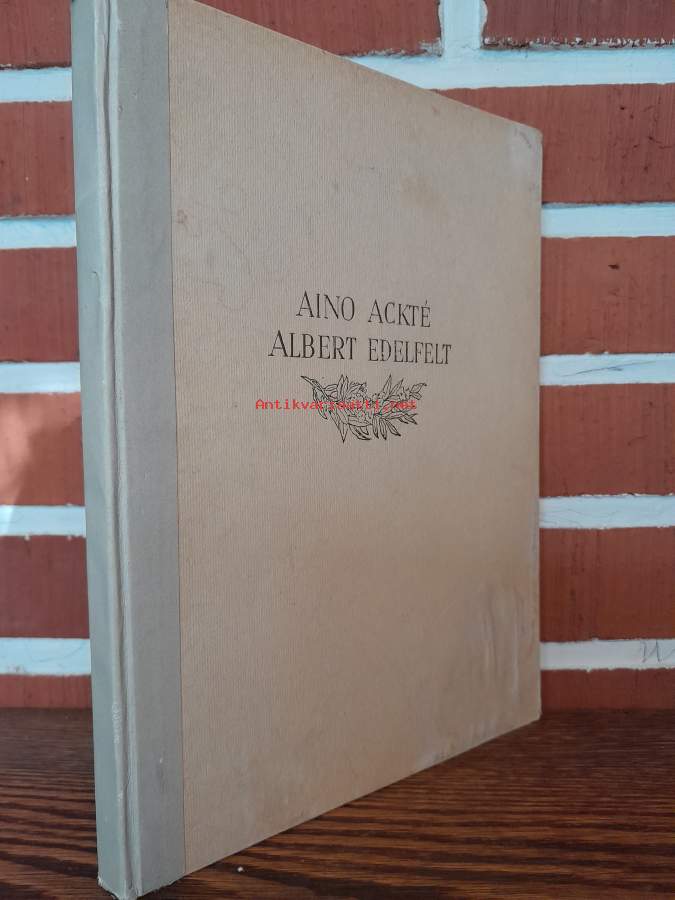 AINO ACKTÉ
ALBERT EDELFELT
Antikvariaatti.net